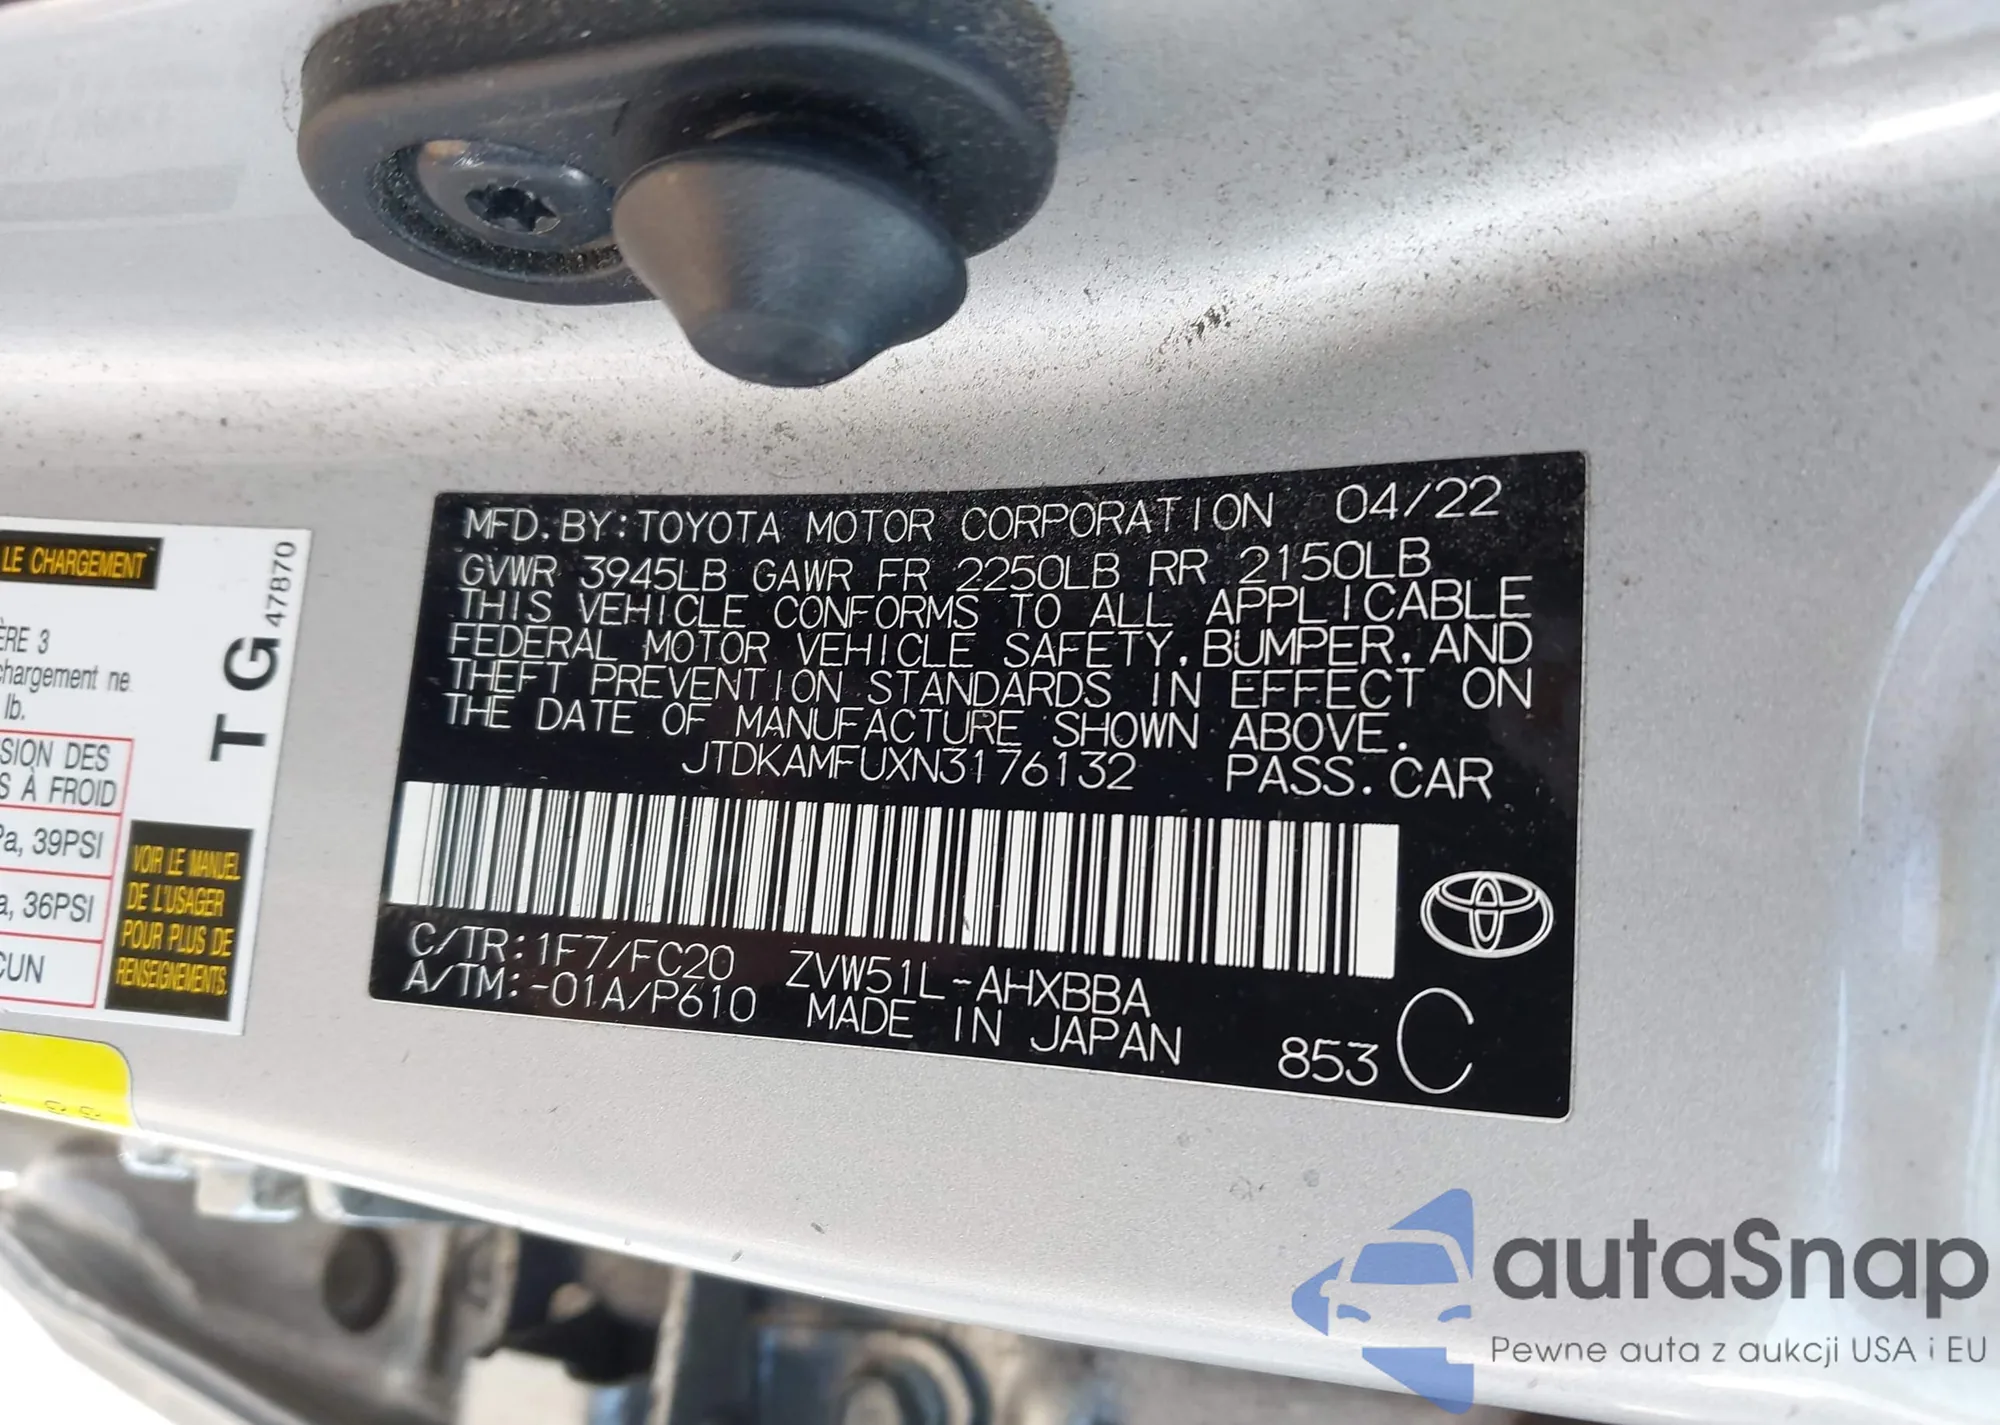 MFD. BY: TOYOTA MOTOR CORPORATION 04/22
GVWR 3945LB GAWR FR 2250LB RR 2150LB
THIS VEHICLE CONFORMS TO ALL APPLICABLE
FEDERAL MOTOR VEHICLE SAFETY, BUMPER, AND
THEFT PREVENTION STANDARDS IN EFFECT ON
THE DATE OF MANUFACTURE SHOWN ABOVE.
JTDKAMFUXN3176132 PASS. CAR
C/TR: 1F7/FC20 ZVW51L-AHXBBA
A/TM: -01A/P610 MADE IN JAPAN 853 C
LE CHARGEMENT
ÈRE 3
chargement ne
lb.
SION DES
S À FROID
Pa, 39PSI
a, 36PSI
CUN
TG 47870
VOIR LE MANUEL
DE L'USAGER
POUR PLUS DE
RENSEIGNEMENTS.
autaSnap
Pewne auta z aukcji USA i EU